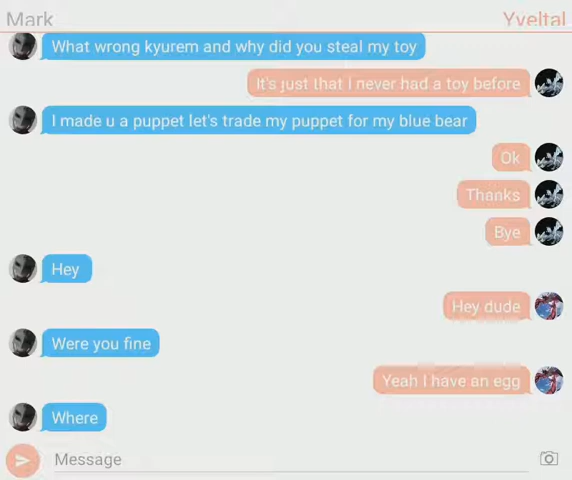 Mark
Yveltal
What wrong kyurem and why did you steal my toy
It's just that I never had a toy before
I made u a puppet let's trade my puppet for my blue bear
Ok
Thanks
Bye
Hey
Hey dude
Were you fine
Yeah I have an egg
Where
Message